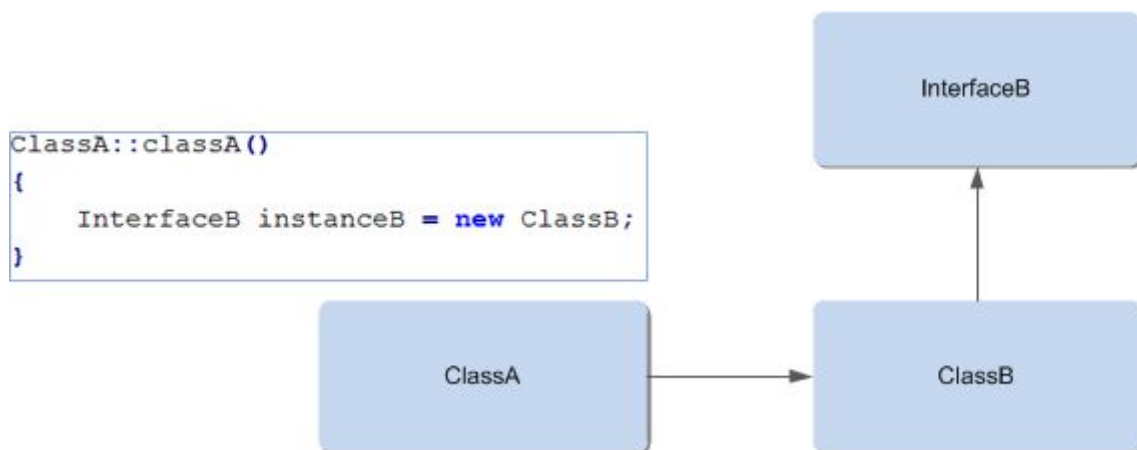 InterfaceB
ClassA::classA()
{
    InterfaceB instanceB = new ClassB;
}
ClassA
ClassB